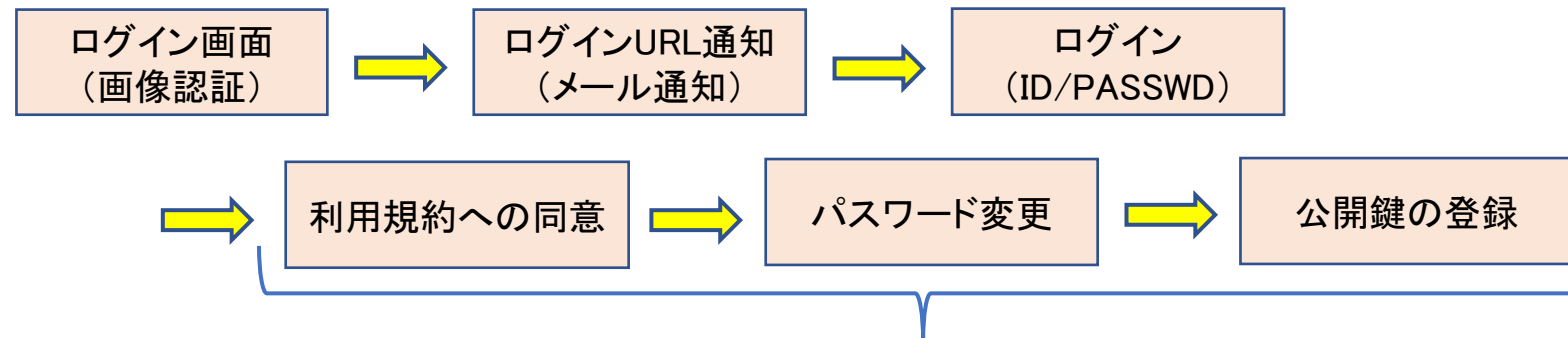 ログイン画面
（画像認証）
ログインURL通知
（メール通知）
ログイン
（ID/PASSWD）
利用規約への同意
パスワード変更
公開鍵の登録